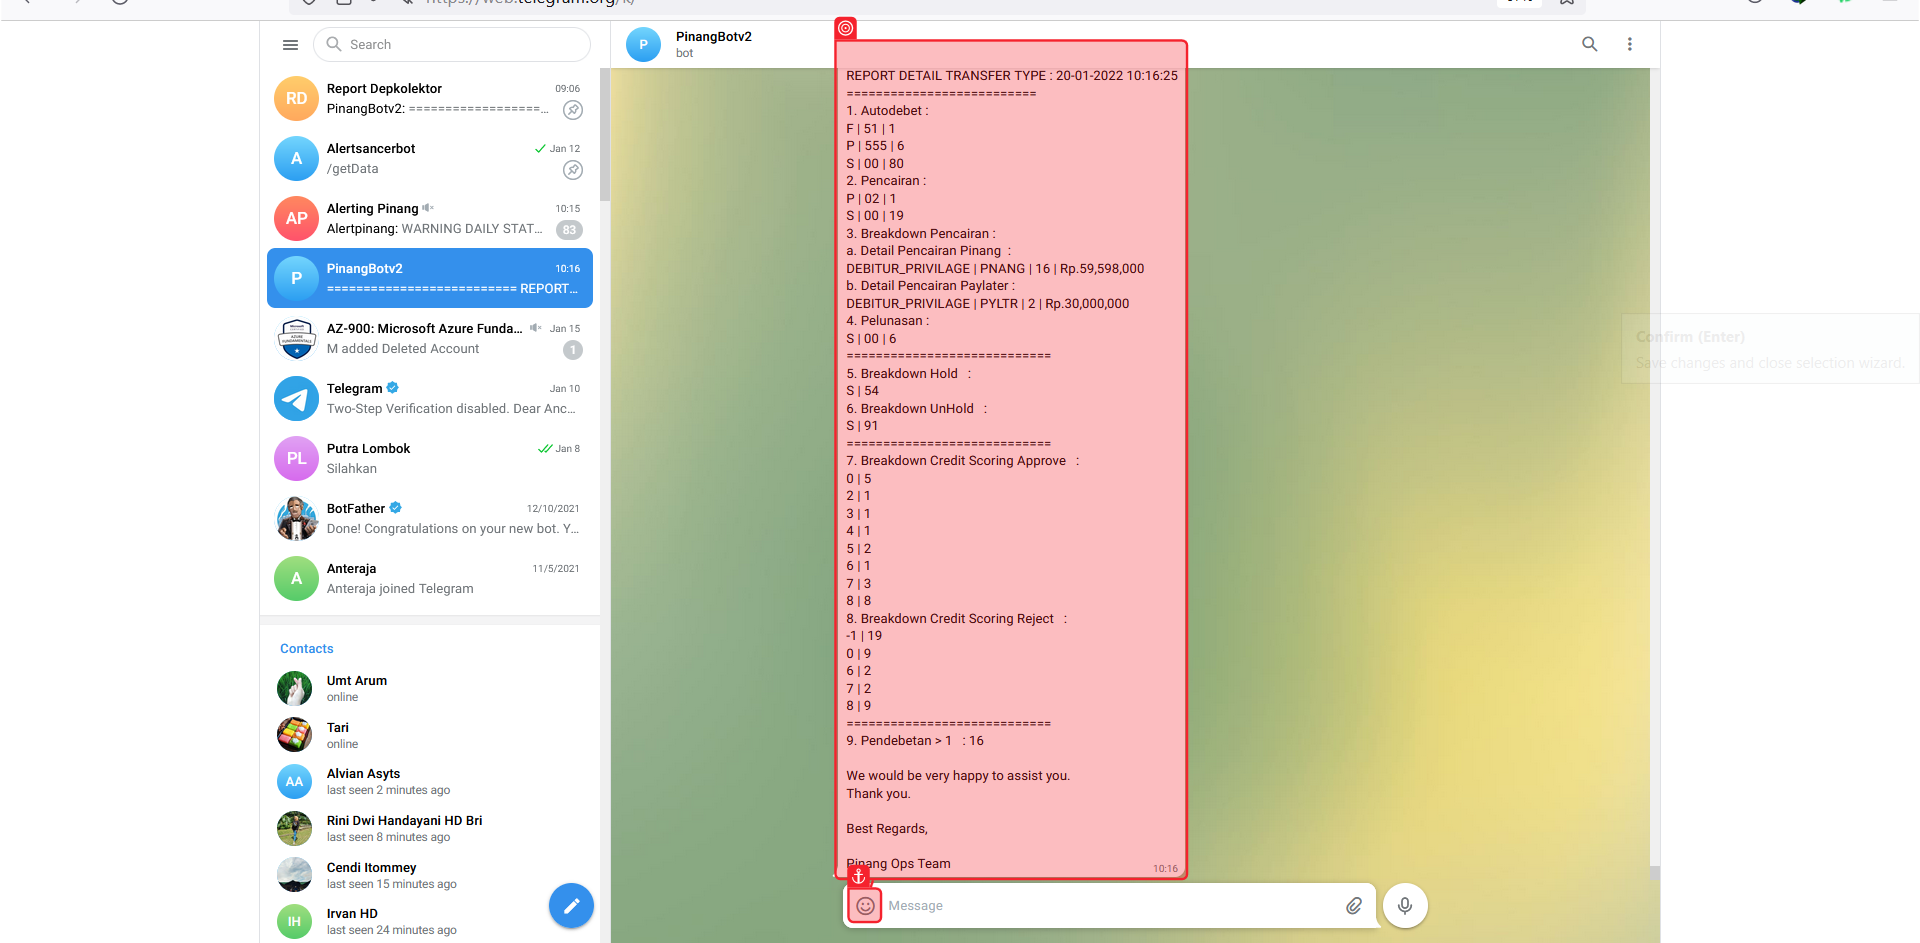 Search
RD
Report Depkolektor
09:06
PinangBotv2: ==================...
A
Alertsancerbot
Jan 12
/getData
AP
Alerting Pinang
10:15
Alertpinang: WARNING DAILY STAT...
83
P
PinangBotv2
10:16
========================== REPORT...
AZ-900: Microsoft Azure Funda...
Jan 15
M added Deleted Account
1
Telegram
Jan 10
Two-Step Verification disabled. Dear Anc...
PL
Putra Lombok
Jan 8
Silahkan
BotFather
12/10/2021
Done! Congratulations on your new bot. Y...
A
Anteraja
11/5/2021
Anteraja joined Telegram
Contacts
Umt Arum
online
Tari
online
AA
Alvian Asyts
last seen 2 minutes ago
Rini Dwi Handayani HD Bri
last seen 8 minutes ago
Cendi Itommey
last seen 15 minutes ago
IH
Irvan HD
last seen 24 minutes ago
P
PinangBotv2
bot
REPORT DETAIL TRANSFER TYPE : 20-01-2022 10:16:25
==========================
1. Autodebet :
F | 51 | 1
P | 555 | 6
S | 00 | 80
2. Pencairan :
P | 02 | 1
S | 00 | 19
3. Breakdown Pencairan :
a. Detail Pencairan Pinang :
DEBITUR_PRIVILAGE | PNANG | 16 | Rp.59,598,000
b. Detail Pencairan Paylater :
DEBITUR_PRIVILAGE | PYLTR | 2 | Rp.30,000,000
4. Pelunasan :
S | 00 | 6
============================
5. Breakdown Hold :
S | 54
6. Breakdown UnHold :
S | 91
============================
7. Breakdown Credit Scoring Approve :
0 | 5
2 | 1
3 | 1
4 | 1
5 | 2
6 | 1
7 | 3
8 | 8
8. Breakdown Credit Scoring Reject :
-1 | 19
0 | 9
6 | 2
7 | 2
8 | 9
============================
9. Pendebetan > 1 : 16
We would be very happy to assist you.
Thank you.
Best Regards,
Pinang Ops Team
10:16
Message
Confirm (Enter)
Save changes and close selection wizard.